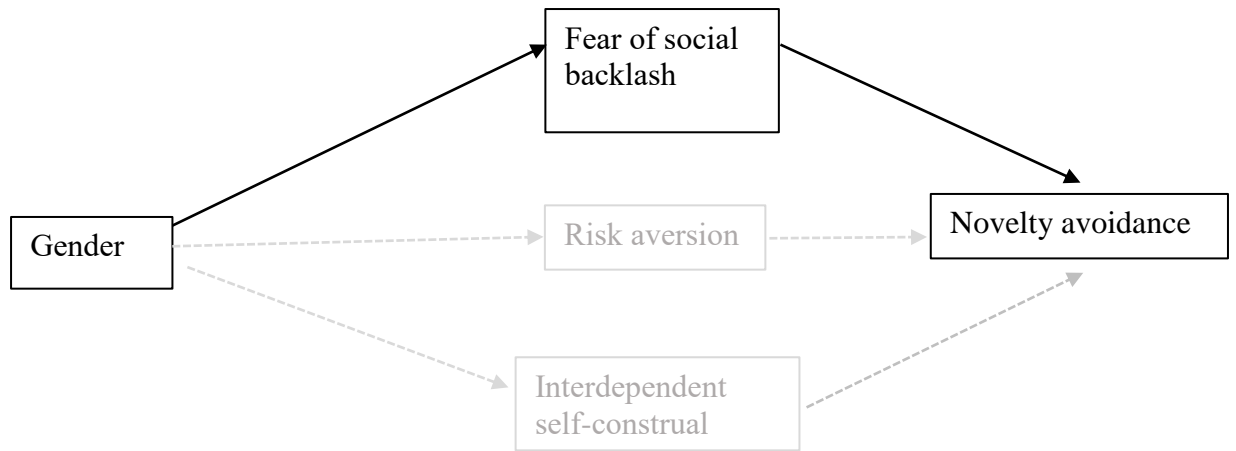 Fear of social
backlash
Gender
Risk aversion
Novelty avoidance
Interdependent
self-construal